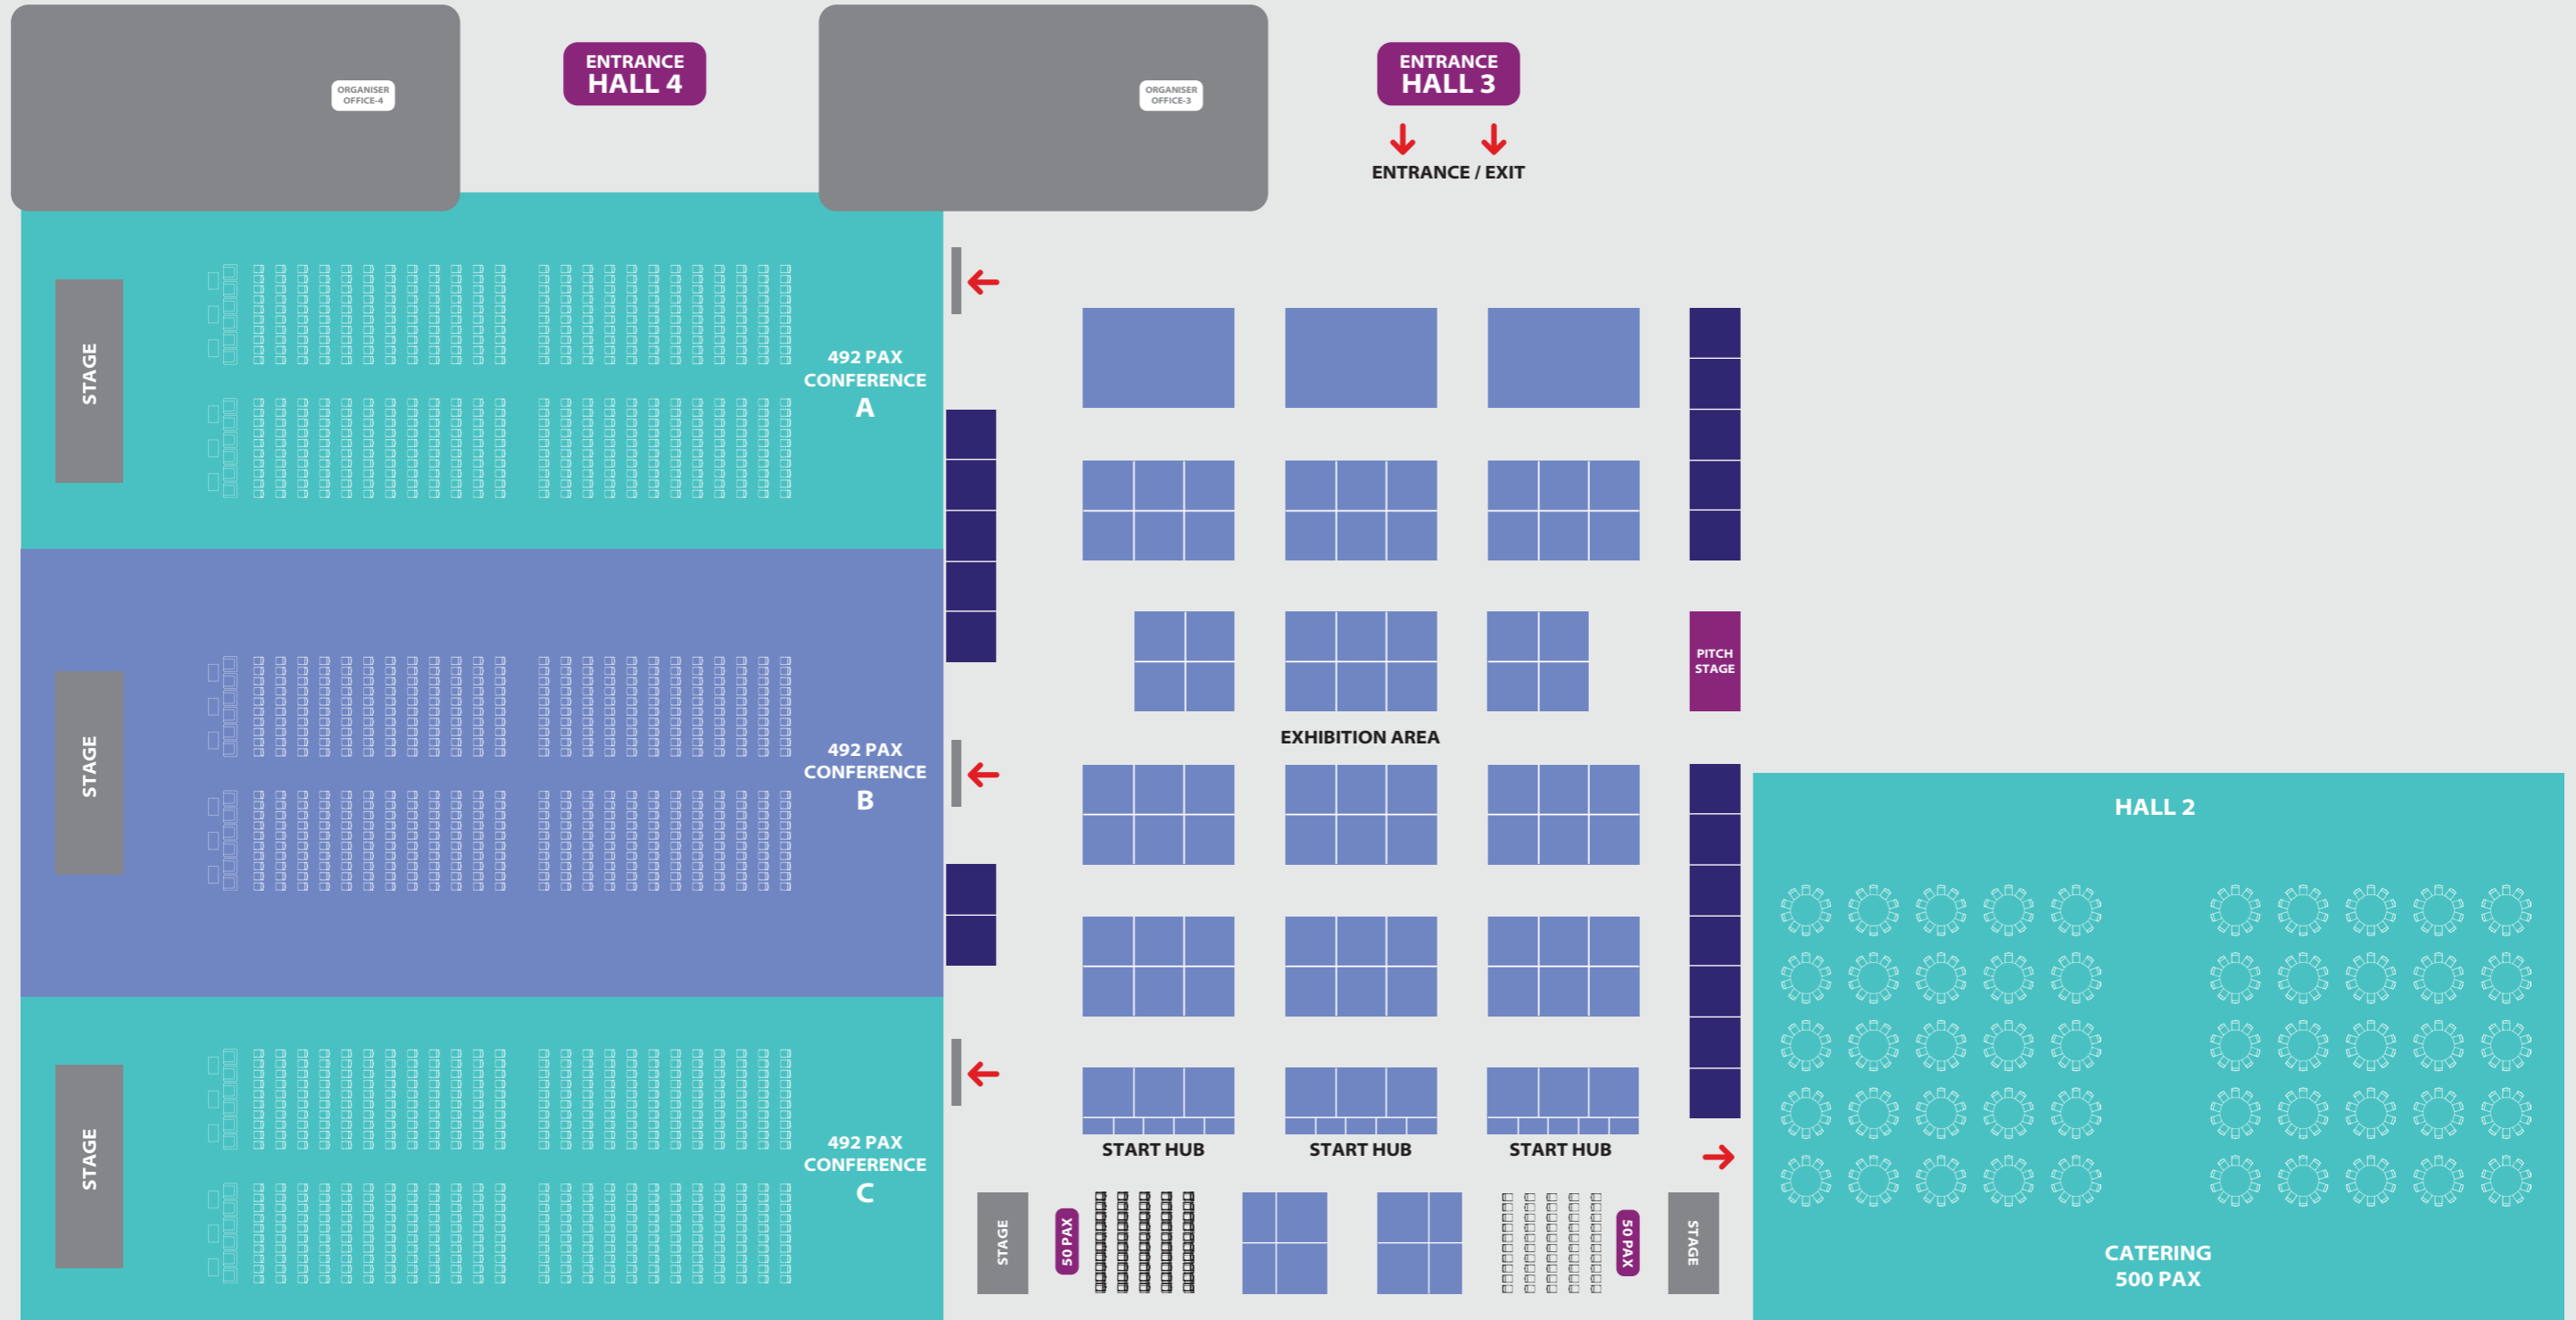 ORGANISER
OFFICE-4
ENTRANCE
HALL 4
ORGANISER
OFFICE-3
ENTRANCE
HALL 3
ENTRANCE / EXIT
STAGE
492 PAX
CONFERENCE
A
STAGE
492 PAX
CONFERENCE
B
STAGE
492 PAX
CONFERENCE
C
PITCH
STAGE
EXHIBITION AREA
START HUB
START HUB
START HUB
STAGE
50 PAX
50 PAX
STAGE
HALL 2
CATERING
500 PAX